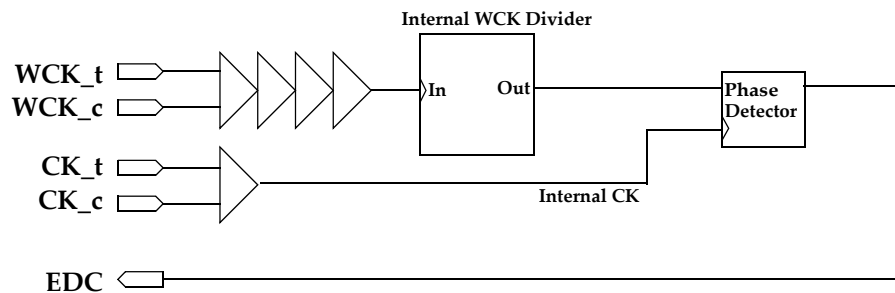 Internal WCK Divider
WCK_t
WCK_c
In
Out
Phase
Detector
CK_t
CK_c
Internal CK
EDC